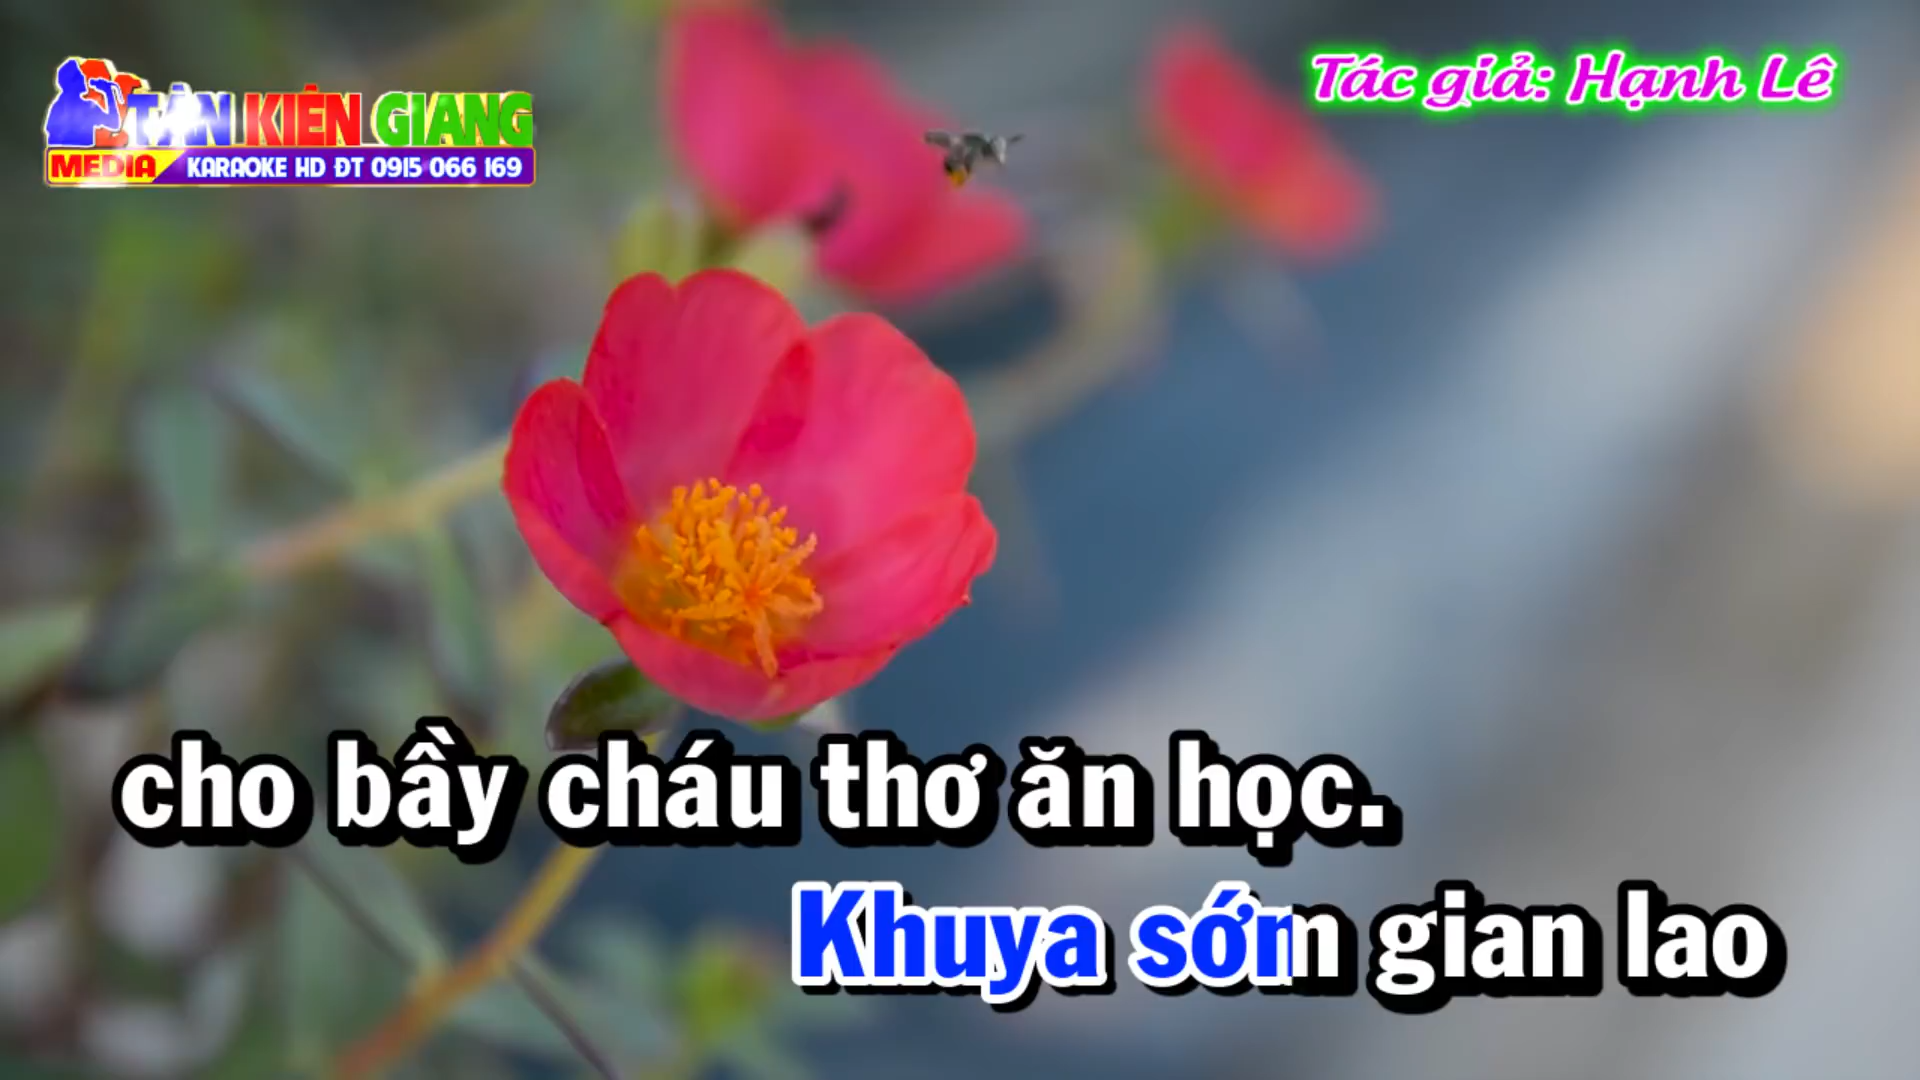 TÂN KIÊN GIANG
MEDIA KARAOKE HD ĐT 0915 066 169
Tác giả: Hạnh Lê
cho bầy cháu thơ ăn học.
Khuya sớm gian lao